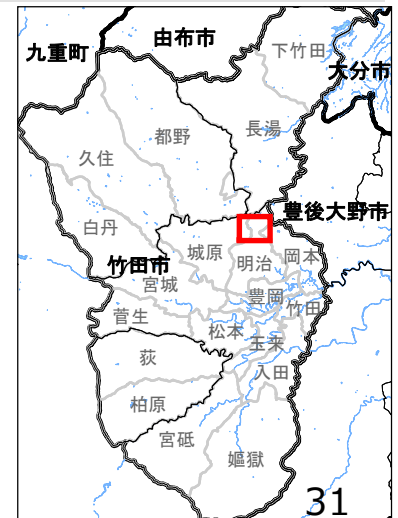 由布市
九重町
下竹田
大分市
長湯
都野
久住
豊後大野市
白丹
城原
岡本
明治
竹田市
宮城
豊岡
竹田
菅生
松本
玉来
荻
入田
柏原
宮砥
嫗獄
31